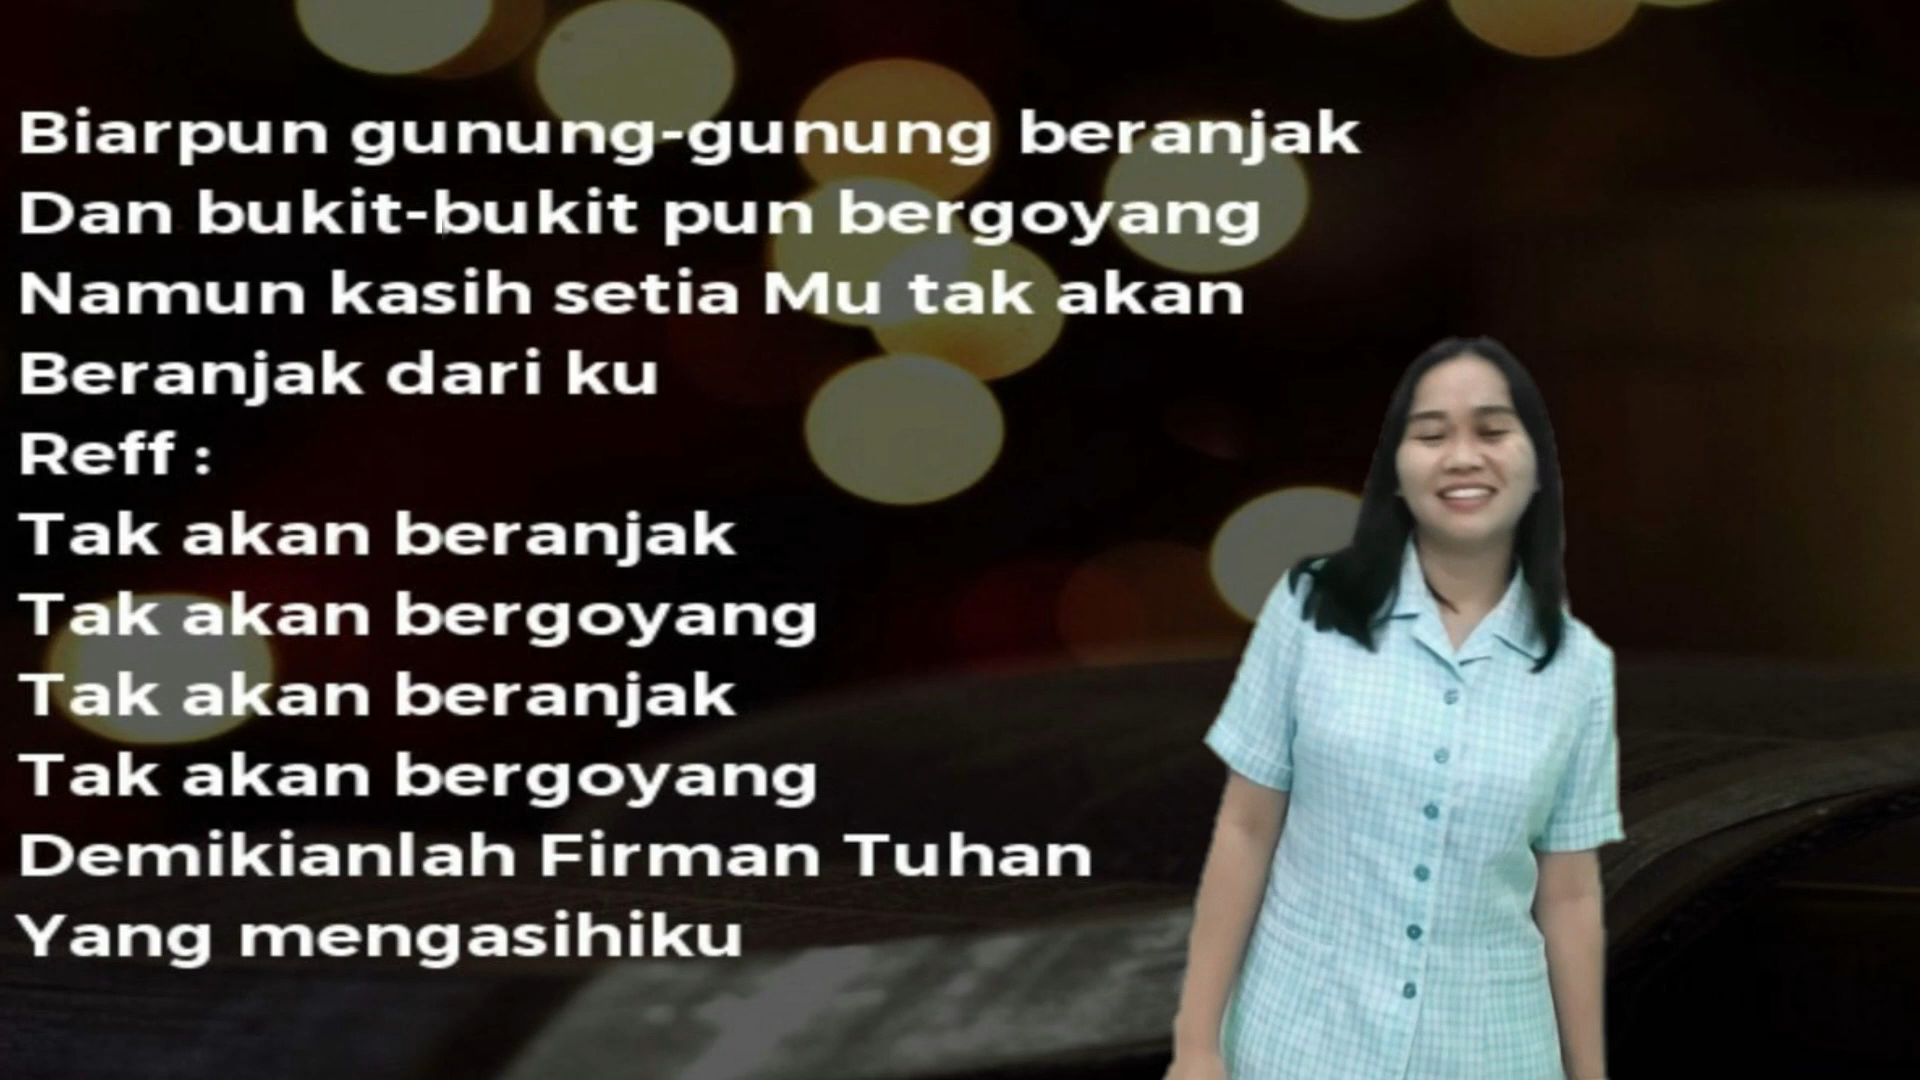 Biarpun gunung-gunung beranjak
Dan bukit-bukit pun bergoyang
Namun kasih setia Mu tak akan
Beranjak dari ku
Reff :
Tak akan beranjak
Tak akan bergoyang
Tak akan beranjak
Tak akan bergoyang
Demikianlah Firman Tuhan
Yang mengasihiku